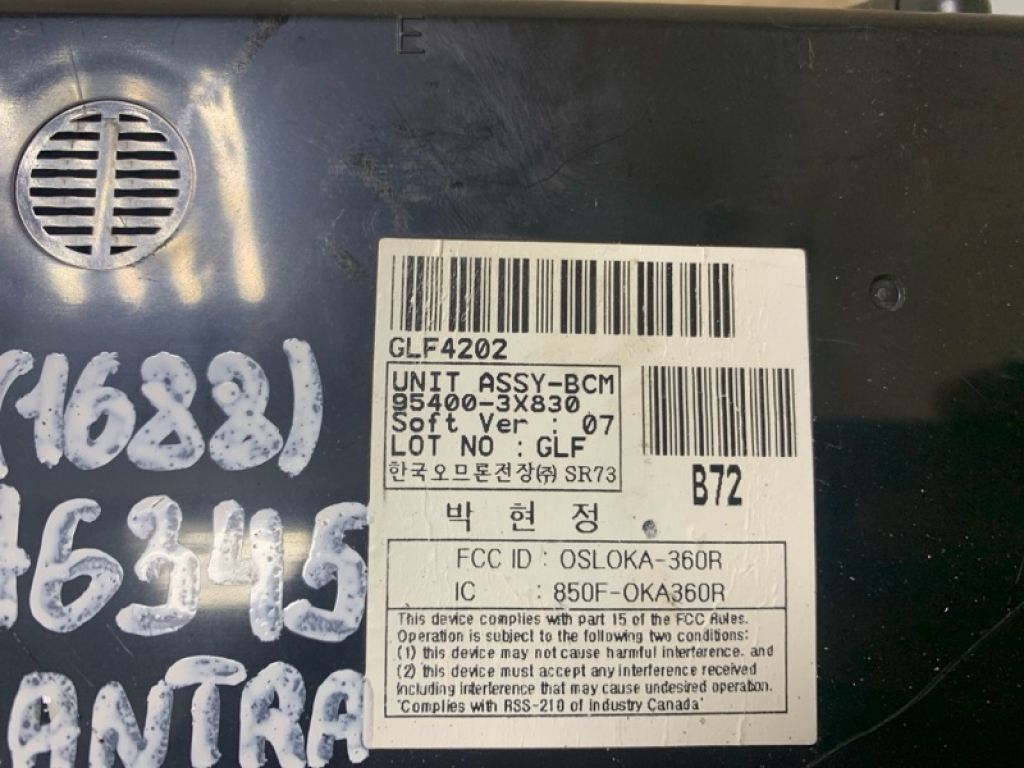 E
GLF4202
UNIT ASSY-BCM
95400-3X830
Soft Ver : 07
LOT NO : GLF
한국오므론전장㈜ SR73
B72
박 현 정
FCC ID : OSLOKA-360R
IC : 850F-OKA360R
This device complies with part 15 of the FCC Rules.
Operation is subject to the following two conditions:
(1) this device may not cause harmful interference. and
(2) this device must accept any interference received
including interference that may cause undesired operation.
"Complies with RSS-210 of Industry Canada"
(1688)
6345
ANTRA